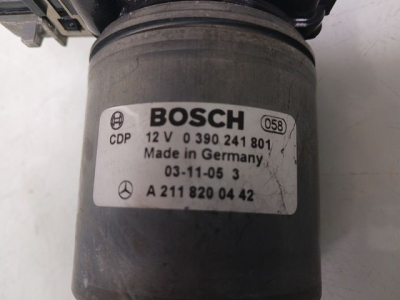 BOSCH 058
CDP 12 V 0 390 241 801
Made in Germany
03-11-05 3
A 211 820 04 42